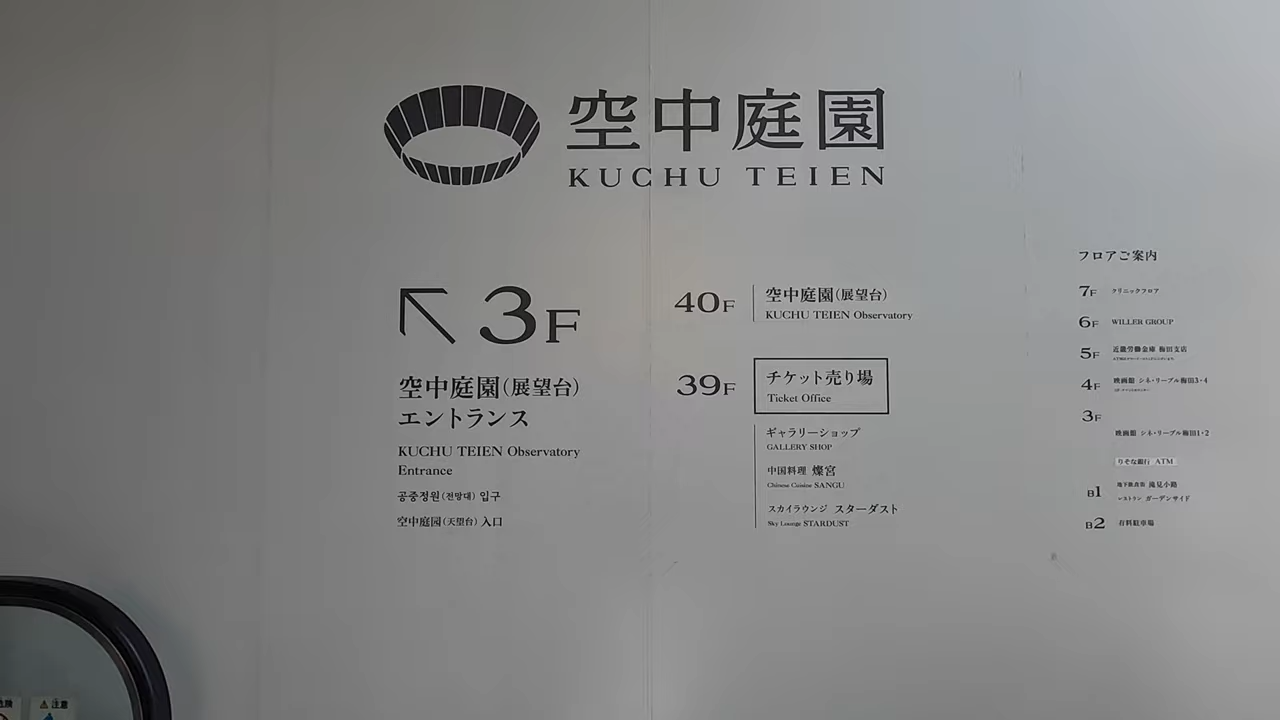 空中庭園
KUCHU TEIEN
3F
空中庭園(展望台)
エントランス
KUCHU TEIEN Observatory
Entrance
공중정원(전망대) 입구
空中庭园(天望台)入口
40F
空中庭園(展望台)
KUCHU TEIEN Observatory
39F
チケット売り場
Ticket Office
ギャラリーショップ
GALLERY SHOP
中国料理 燦宮
Chinese Cuisine SANGU
スカイラウンジ スターダスト
Sky Lounge STARDUST
フロアご案内
7F クリニックフロア
6F WILLER GROUP
5F 近畿労働金庫 梅田支店
4F 映画館 シネ・リーブル梅田3・4
3F
映画館 シネ・リーブル梅田1・2
りそな銀行 ATM
B1 地下飲食街 滝見小路
レストラン ガーデンサイド
B2 有料駐車場
危険
注意